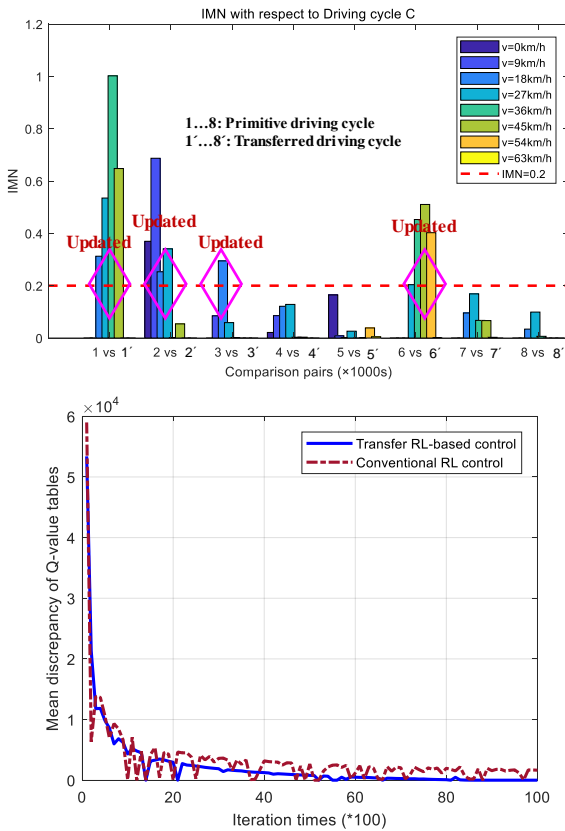 IMN with respect to Driving cycle C
1.2
1
0.8
0.6
0.4
0.2
0
IMN
v=0km/h
v=9km/h
v=18km/h
v=27km/h
v=36km/h
v=45km/h
v=54km/h
v=63km/h
IMN=0.2
1…8: Primitive driving cycle
1´…8´: Transferred driving cycle
Updated
Updated
Updated
Updated
1 vs 1´ 2 vs 2´ 3 vs 3´ 4 vs 4´ 5 vs 5´ 6 vs 6´ 7 vs 7´ 8 vs 8´
Comparison pairs (×1000s)
×10⁴
6
5
4
3
2
1
0
Mean discrepancy of Q-value tables
Transfer RL-based control
Conventional RL control
0 20 40 60 80 100
Iteration times (*100)